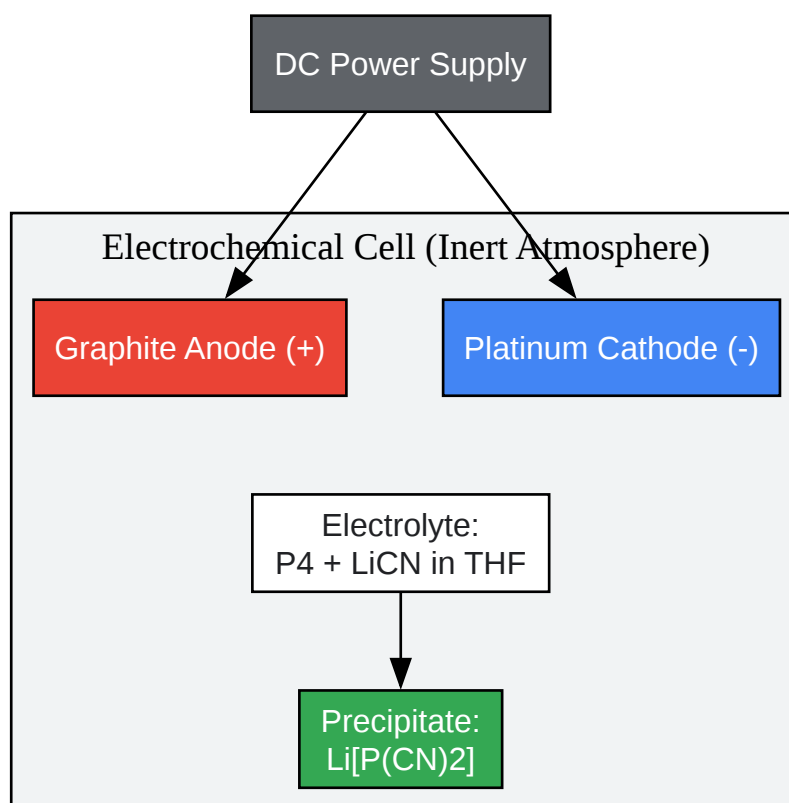 DC Power Supply
Electrochemical Cell (Inert Atmosphere)
Graphite Anode (+)
Platinum Cathode (-)
Electrolyte:
P4 + LiCN in THF
Precipitate:
Li[P(CN)2]